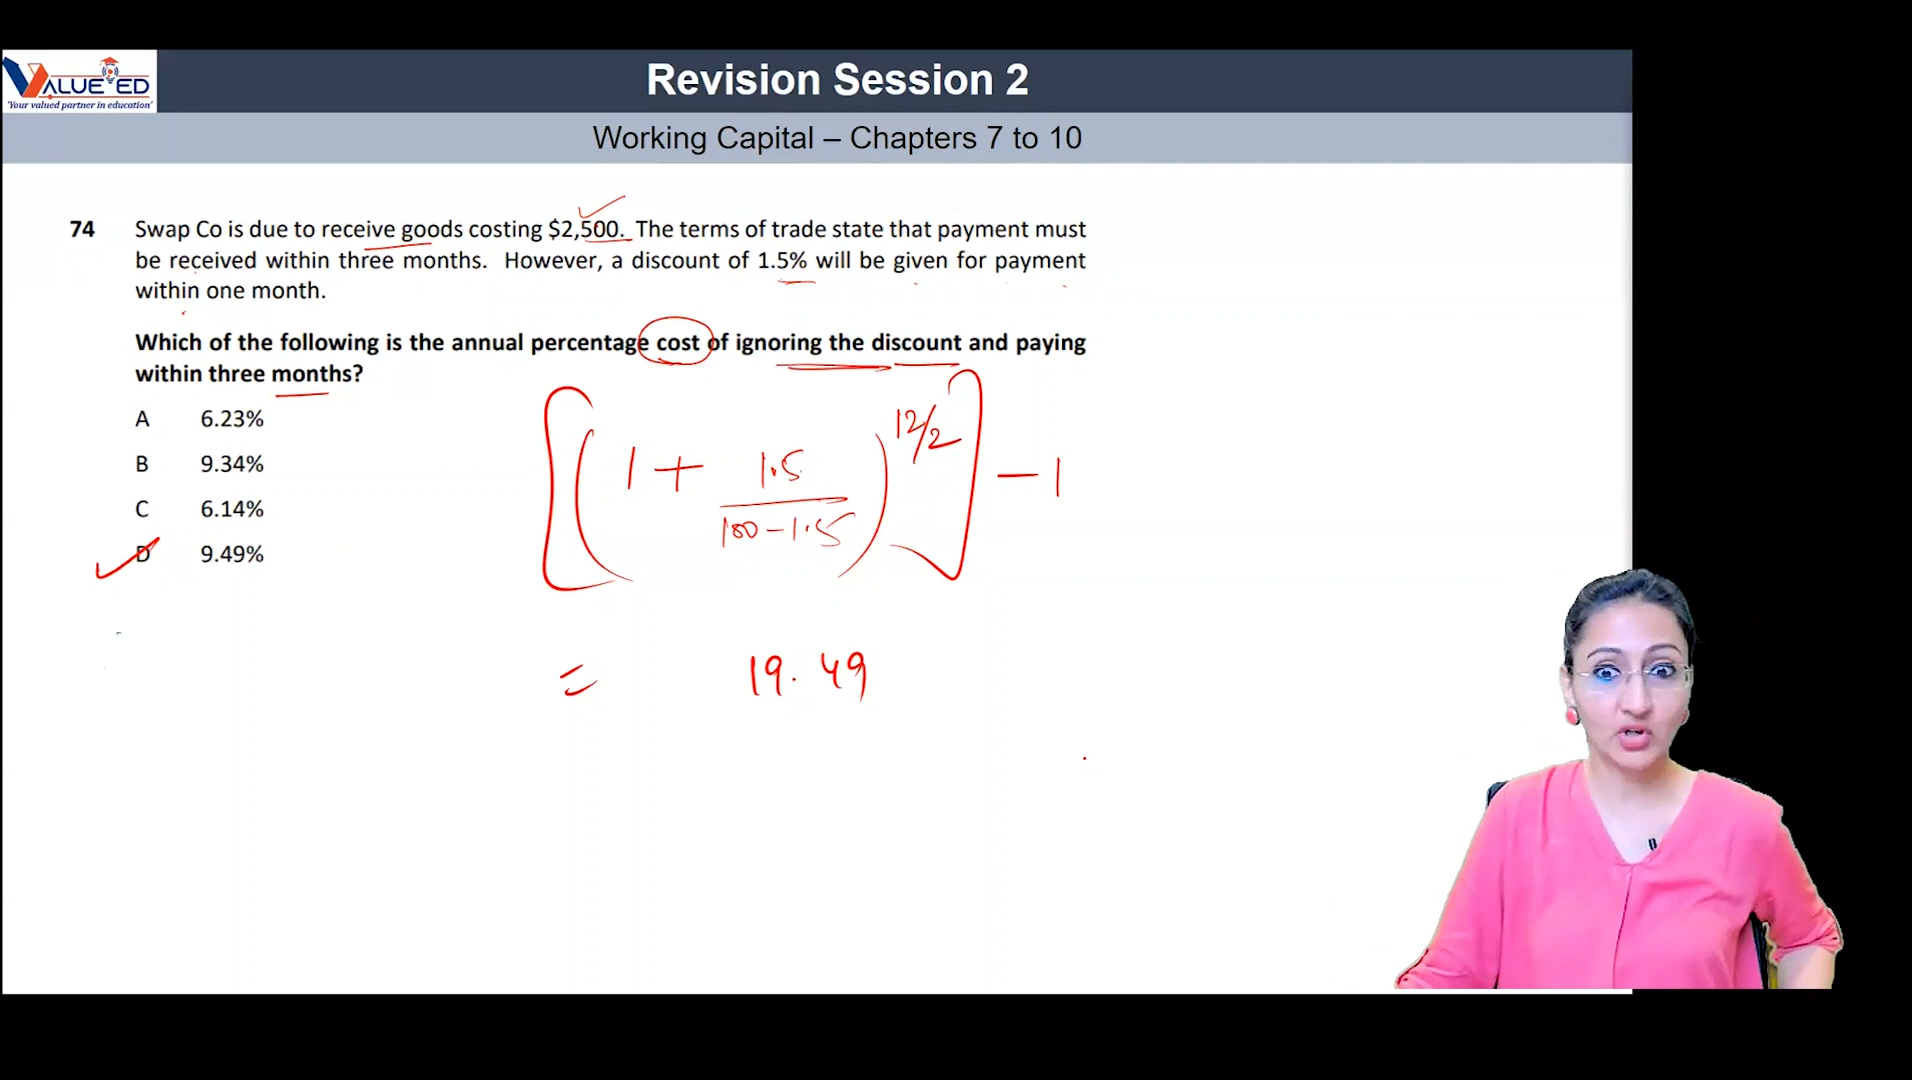 VALUE ED
'Your valued partner in education'
Revision Session 2
Working Capital – Chapters 7 to 10
74 Swap Co is due to receive goods costing $2,500. The terms of trade state that payment must
be received within three months. However, a discount of 1.5% will be given for payment
within one month.
Which of the following is the annual percentage cost of ignoring the discount and paying
within three months?
A 6.23%
B 9.34%
C 6.14%
D 9.49%
[(1 + 1.5/100-1.5)^12/2] - 1
= 19.49